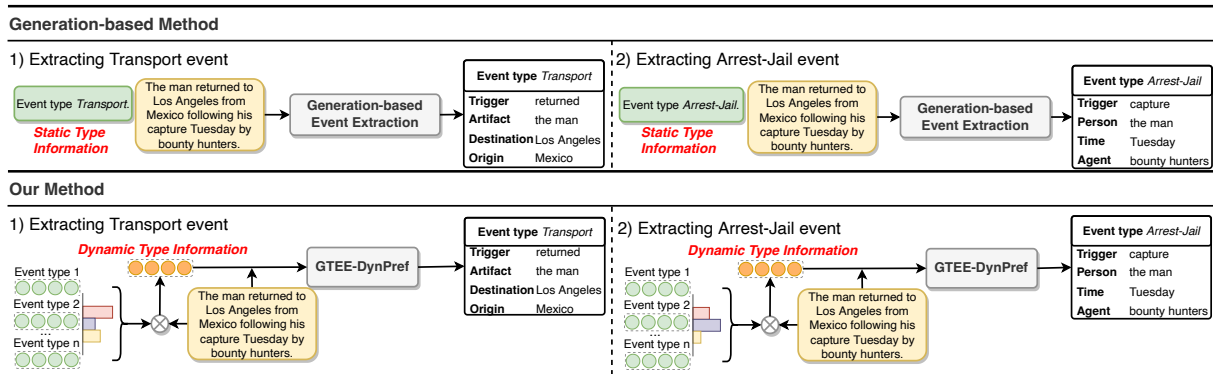 Generation-based Method
1) Extracting Transport event
Event type Transport.
Static Type
Information
The man returned to
Los Angeles from
Mexico following his
capture Tuesday by
bounty hunters.
Generation-based
Event Extraction
Event type Transport
Trigger returned
Artifact the man
Destination Los Angeles
Origin Mexico
2) Extracting Arrest-Jail event
Event type Arrest-Jail.
Static Type
Information
The man returned to
Los Angeles from
Mexico following his
capture Tuesday by
bounty hunters.
Generation-based
Event Extraction
Event type Arrest-Jail
Trigger capture
Person the man
Time Tuesday
Agent bounty hunters
Our Method
1) Extracting Transport event
Dynamic Type Information
Event type 1
Event type 2
...
Event type n
The man returned to
Los Angeles from
Mexico following his
capture Tuesday by
bounty hunters.
GTEE-DynPref
Event type Transport
Trigger returned
Artifact the man
Destination Los Angeles
Origin Mexico
2) Extracting Arrest-Jail event
Dynamic Type Information
Event type 1
Event type 2
...
Event type n
The man returned to
Los Angeles from
Mexico following his
capture Tuesday by
bounty hunters.
GTEE-DynPref
Event type Arrest-Jail
Trigger capture
Person the man
Time Tuesday
Agent bounty hunters